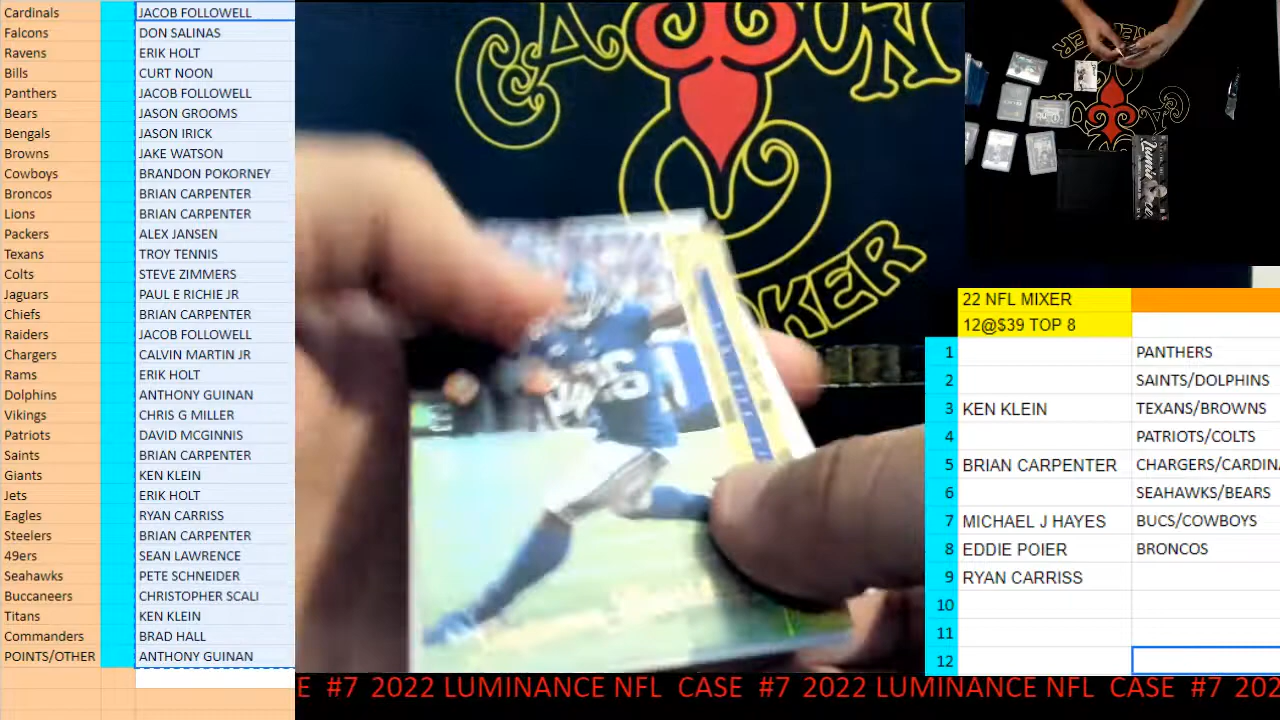 Cardinals JACOB FOLLOWELL
Falcons DON SALINAS
Ravens ERIK HOLT
Bills CURT NOON
Panthers JACOB FOLLOWELL
Bears JASON GROOMS
Bengals JASON IRICK
Browns JAKE WATSON
Cowboys BRANDON POKORNEY
Broncos BRIAN CARPENTER
Lions BRIAN CARPENTER
Packers ALEX JANSEN
Texans TROY TENNIS
Colts STEVE ZIMMERS
Jaguars PAUL E RICHIE JR
Chiefs BRIAN CARPENTER
Raiders JACOB FOLLOWELL
Chargers CALVIN MARTIN JR
Rams ERIK HOLT
Dolphins ANTHONY GUINAN
Vikings CHRIS G MILLER
Patriots DAVID MCGINNIS
Saints BRIAN CARPENTER
Giants KEN KLEIN
Jets ERIK HOLT
Eagles RYAN CARRISS
Steelers BRIAN CARPENTER
49ers SEAN LAWRENCE
Seahawks PETE SCHNEIDER
Buccaneers CHRISTOPHER SCALI
Titans KEN KLEIN
Commanders BRAD HALL
POINTS/OTHER ANTHONY GUINAN
22 NFL MIXER
12@$39 TOP 8
1 PANTHERS
2 SAINTS/DOLPHINS
3 KEN KLEIN TEXANS/BROWNS
4 PATRIOTS/COLTS
5 BRIAN CARPENTER CHARGERS/CARDINA
6 SEAHAWKS/BEARS
7 MICHAEL J HAYES BUCS/COWBOYS
8 EDDIE POIER BRONCOS
9 RYAN CARRISS
10
11
12
E #7 2022 LUMINANCE NFL CASE #7 2022 LUMINANCE NFL CASE #7 202